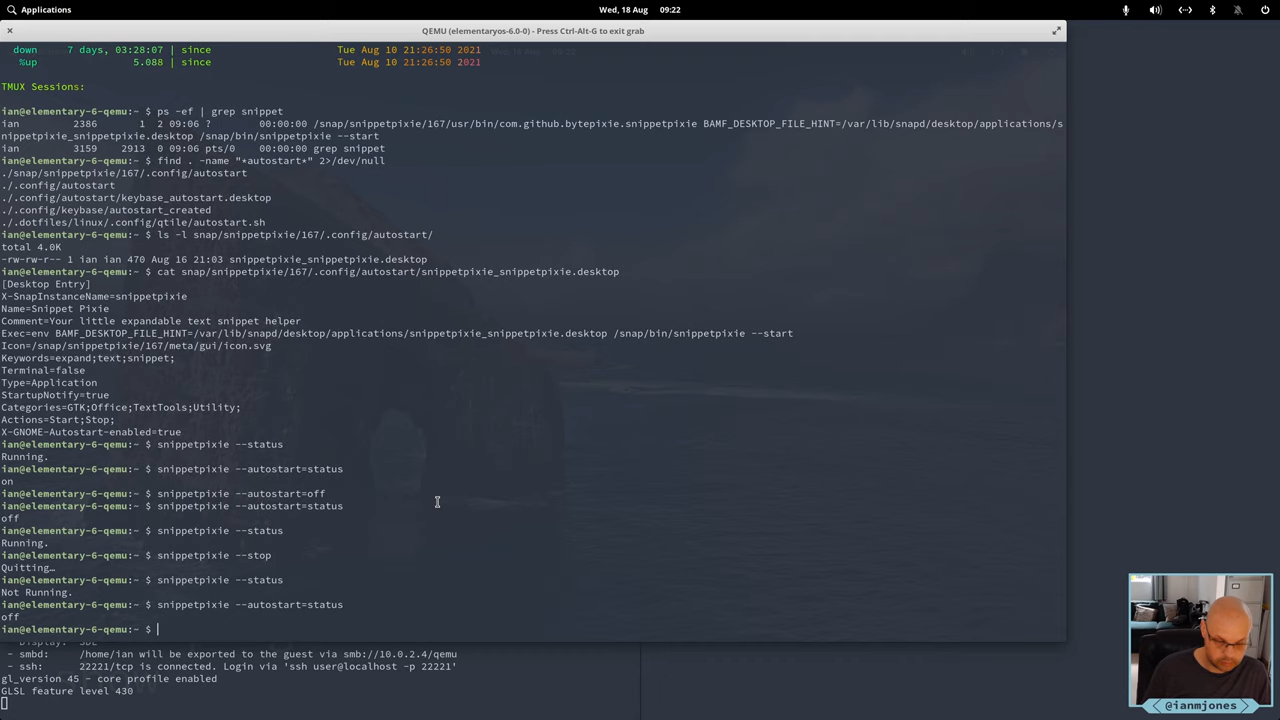 Applications
Wed, 18 Aug 09:22
QEMU (elementaryos-6.0-0) - Press Ctrl-Alt-G to exit grab
down 7 days, 03:28:07 | since Tue Aug 10 21:26:50 2021
%up 5.088 | since Tue Aug 10 21:26:50 2021
TMUX Sessions:
ian@elementary-6-qemu:~ $ ps -ef | grep snippet
ian 2386 1 2 09:06 ? 00:00:00 /snap/snippetpixie/167/usr/bin/com.github.bytepixie.snippetpixie BAMF_DESKTOP_FILE_HINT=/var/lib/snapd/desktop/applications/s
nippetpixie_snippetpixie.desktop /snap/bin/snippetpixie --start
ian 3159 2913 0 09:06 pts/0 00:00:00 grep snippet
ian@elementary-6-qemu:~ $ find . -name "*autostart*" 2>/dev/null
./snap/snippetpixie/167/.config/autostart
./.config/autostart
./.config/autostart/keybase_autostart.desktop
./.config/keybase/autostart_created
./.dotfiles/linux/.config/qtile/autostart.sh
ian@elementary-6-qemu:~ $ ls -l snap/snippetpixie/167/.config/autostart/
total 4.0K
-rw-rw-r-- 1 ian ian 470 Aug 16 21:03 snippetpixie_snippetpixie.desktop
ian@elementary-6-qemu:~ $ cat snap/snippetpixie/167/.config/autostart/snippetpixie_snippetpixie.desktop
[Desktop Entry]
X-SnapInstanceName=snippetpixie
Name=Snippet Pixie
Comment=Your little expandable text snippet helper
Exec=env BAMF_DESKTOP_FILE_HINT=/var/lib/snapd/desktop/applications/snippetpixie_snippetpixie.desktop /snap/bin/snippetpixie --start
Icon=/snap/snippetpixie/167/meta/gui/icon.svg
Keywords=expand;text;snippet;
Terminal=false
Type=Application
StartupNotify=true
Categories=GTK;Office;TextTools;Utility;
Actions=Start;Stop;
X-GNOME-Autostart-enabled=true
ian@elementary-6-qemu:~ $ snippetpixie --status
Running.
ian@elementary-6-qemu:~ $ snippetpixie --autostart=status
on
ian@elementary-6-qemu:~ $ snippetpixie --autostart=off
ian@elementary-6-qemu:~ $ snippetpixie --autostart=status
off
ian@elementary-6-qemu:~ $ snippetpixie --status
Running.
ian@elementary-6-qemu:~ $ snippetpixie --stop
Quitting…
ian@elementary-6-qemu:~ $ snippetpixie --status
Not Running.
ian@elementary-6-qemu:~ $ snippetpixie --autostart=status
off
ian@elementary-6-qemu:~ $
- Display: SDL
- smbd: /home/ian will be exported to the guest via smb://10.0.2.4/qemu
- ssh: 22221/tcp is connected. Login via 'ssh user@localhost -p 22221'
gl_version 45 - core profile enabled
GLSL feature level 430
@ianmjones